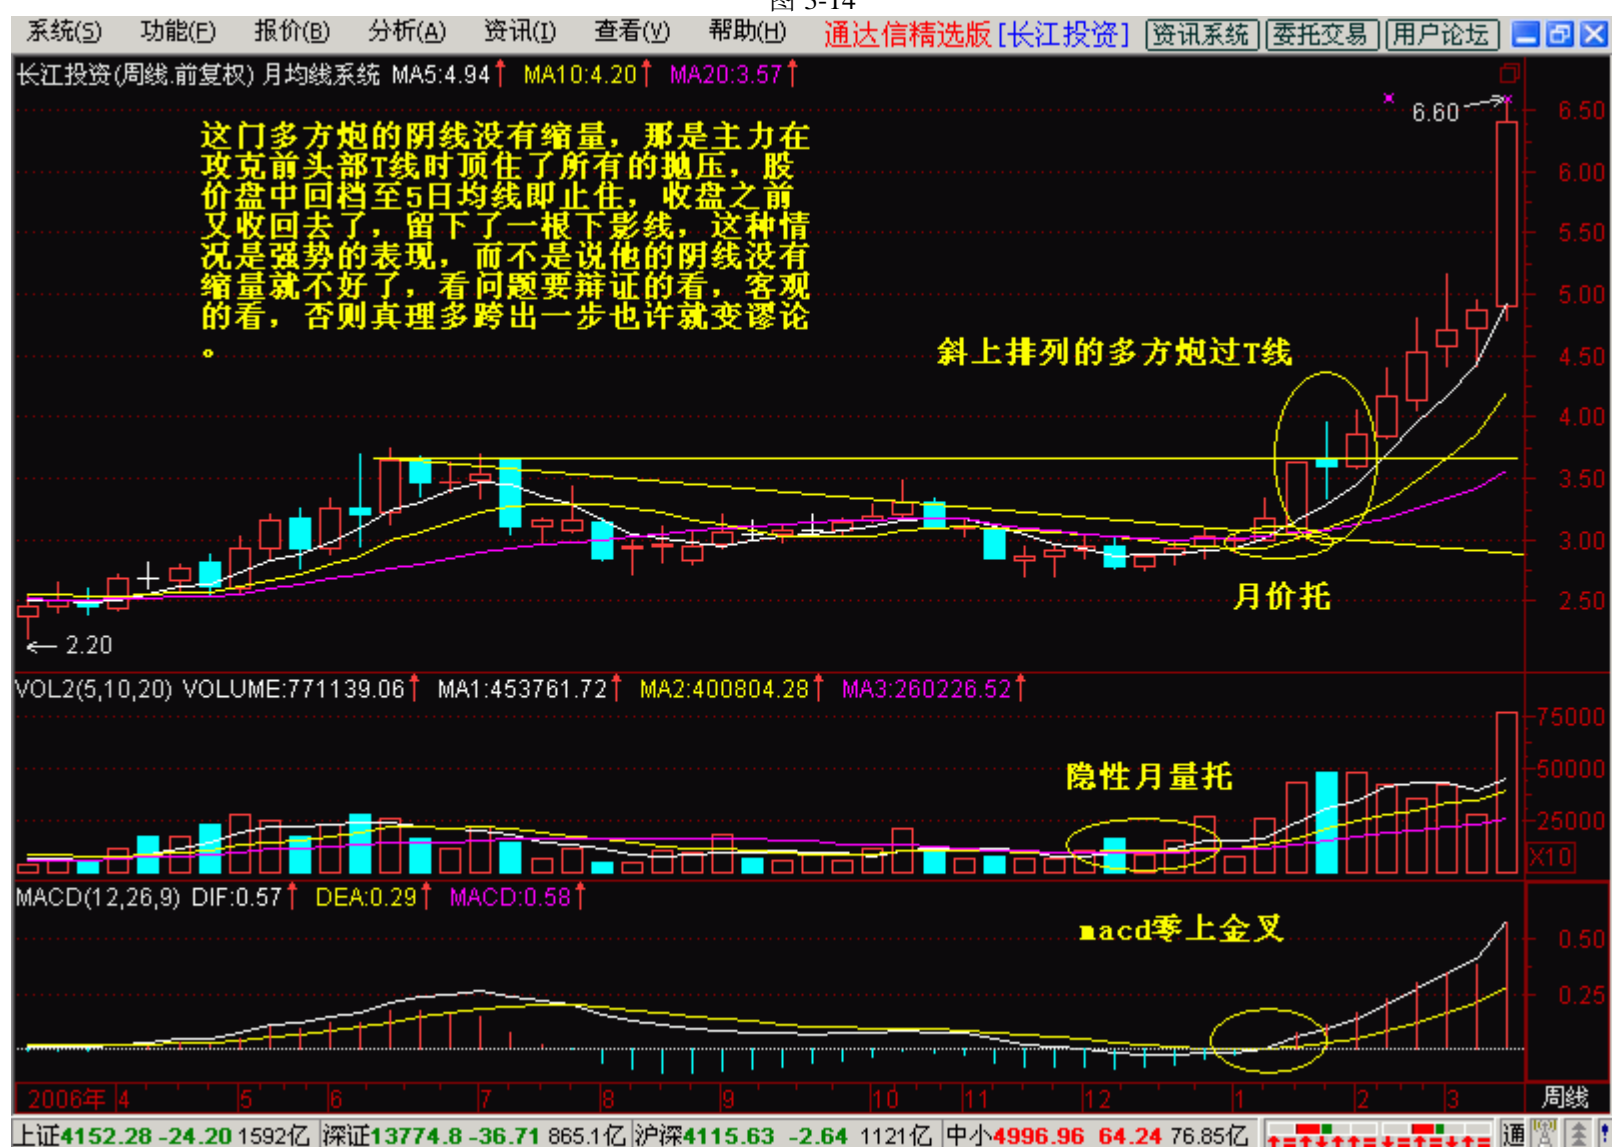 图 3-14
系统(S) 功能(F) 报价(B) 分析(A) 资讯(I) 查看(V) 帮助(H) 通达信精选版 [长江投资] 资讯系统 委托交易 用户论坛
长江投资(周线.前复权) 月均线系统 MA5:4.94↑ MA10:4.20↑ MA20:3.57↑
6.60
6.50
这门多方炮的阴线没有缩量，那是主力在
攻克前头部T线时顶住了所有的抛压，股
价盘中回档至5日均线即止住，收盘之前
又收回去了，留下了一根下影线，这种情
况是强势的表现，而不是说他的阴线没有
缩量就不好了，看问题要辩证的看，客观
的看，否则真理多跨出一步也许就变谬论
。
6.00
5.50
5.00
斜上排列的多方炮过T线
4.50
4.00
3.50
3.00
月价托
2.50
2.20
VOL2(5,10,20) VOLUME:771139.06↑ MA1:453761.72↑ MA2:400804.28↑ MA3:260226.52↑
75000
隐性月量托
50000
25000
X10
MACD(12,26,9) DIF:0.57↑ DEA:0.29↑ MACD:0.58↑
macd零上金叉
0.50
0.25
2006年 4 5 6 7 8 9 10 11 12 1 2 3 周线
上证4152.28 -24.20 1592亿 深证13774.8 -36.71 865.1亿 沪深4115.63 -2.64 1121亿 中小4996.96 64.24 76.85亿 通